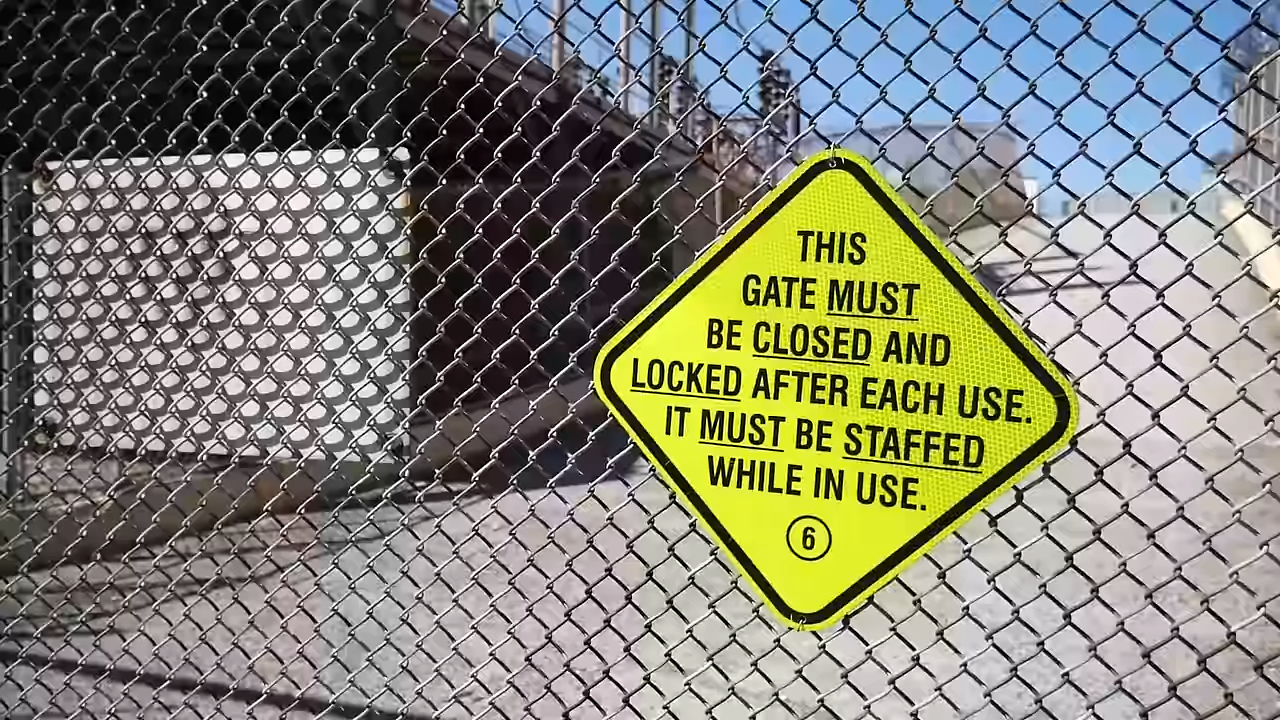 THIS
GATE MUST
BE CLOSED AND
LOCKED AFTER EACH USE.
IT MUST BE STAFFED
WHILE IN USE.
6